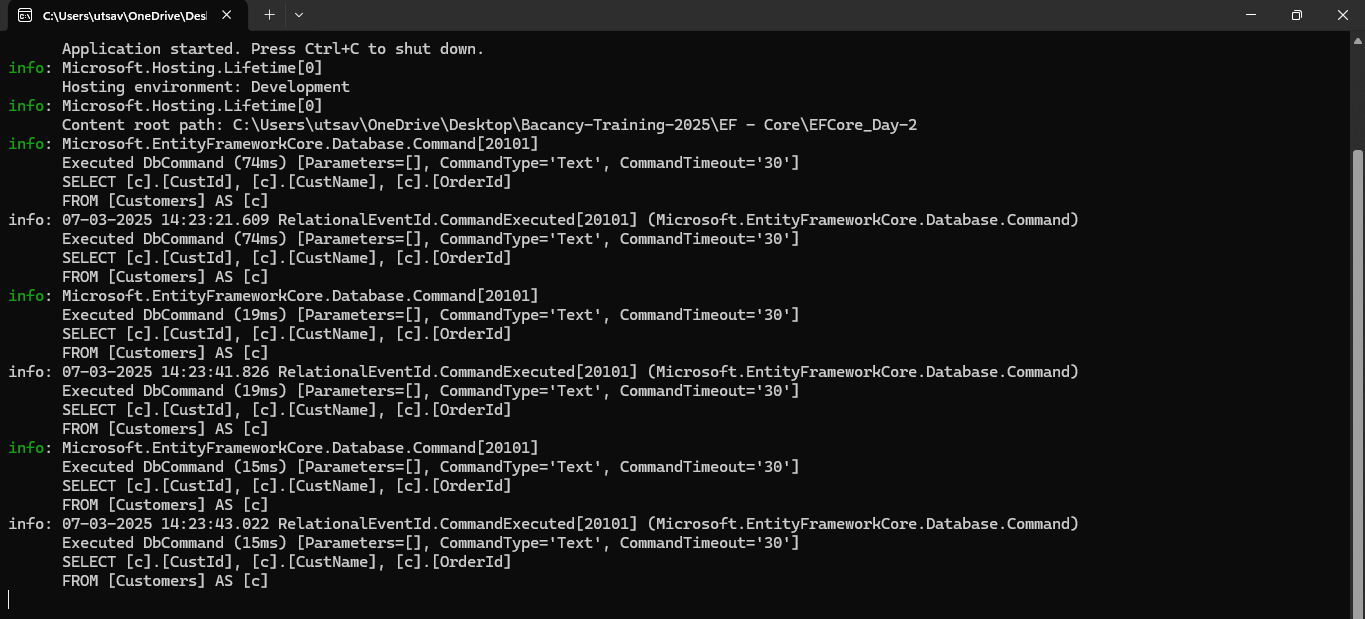 C:\Users\utsav\OneDrive\Des
Application started. Press Ctrl+C to shut down.
info: Microsoft.Hosting.Lifetime[0]
Hosting environment: Development
info: Microsoft.Hosting.Lifetime[0]
Content root path: C:\Users\utsav\OneDrive\Desktop\Bacancy-Training-2025\EF - Core\EFCore_Day-2
info: Microsoft.EntityFrameworkCore.Database.Command[20101]
Executed DbCommand (74ms) [Parameters=[], CommandType='Text', CommandTimeout='30']
SELECT [c].[CustId], [c].[CustName], [c].[OrderId]
FROM [Customers] AS [c]
info: 07-03-2025 14:23:21.609 RelationalEventId.CommandExecuted[20101] (Microsoft.EntityFrameworkCore.Database.Command)
Executed DbCommand (74ms) [Parameters=[], CommandType='Text', CommandTimeout='30']
SELECT [c].[CustId], [c].[CustName], [c].[OrderId]
FROM [Customers] AS [c]
info: Microsoft.EntityFrameworkCore.Database.Command[20101]
Executed DbCommand (19ms) [Parameters=[], CommandType='Text', CommandTimeout='30']
SELECT [c].[CustId], [c].[CustName], [c].[OrderId]
FROM [Customers] AS [c]
info: 07-03-2025 14:23:41.826 RelationalEventId.CommandExecuted[20101] (Microsoft.EntityFrameworkCore.Database.Command)
Executed DbCommand (19ms) [Parameters=[], CommandType='Text', CommandTimeout='30']
SELECT [c].[CustId], [c].[CustName], [c].[OrderId]
FROM [Customers] AS [c]
info: Microsoft.EntityFrameworkCore.Database.Command[20101]
Executed DbCommand (15ms) [Parameters=[], CommandType='Text', CommandTimeout='30']
SELECT [c].[CustId], [c].[CustName], [c].[OrderId]
FROM [Customers] AS [c]
info: 07-03-2025 14:23:43.022 RelationalEventId.CommandExecuted[20101] (Microsoft.EntityFrameworkCore.Database.Command)
Executed DbCommand (15ms) [Parameters=[], CommandType='Text', CommandTimeout='30']
SELECT [c].[CustId], [c].[CustName], [c].[OrderId]
FROM [Customers] AS [c]